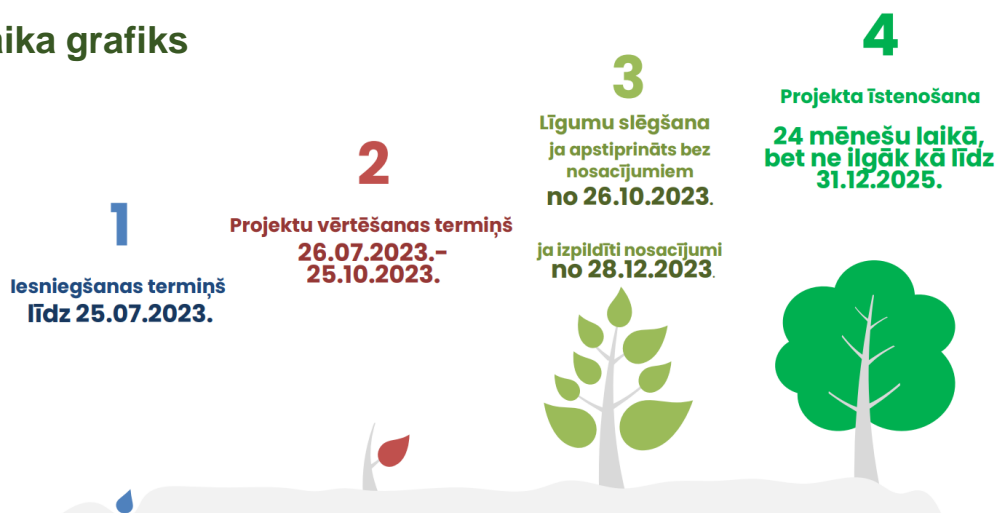 aika grafiks
1
Iesniegšanas termiņš
līdz 25.07.2023.
2
Projektu vērtēšanas termiņš
26.07.2023.-
25.10.2023.
3
Līgumu slēgšana
ja apstiprināts bez
nosacījumiem
no 26.10.2023.
ja izpildīti nosacījumi
no 28.12.2023.
4
Projekta īstenošana
24 mēnešu laikā,
bet ne ilgāk kā līdz
31.12.2025.